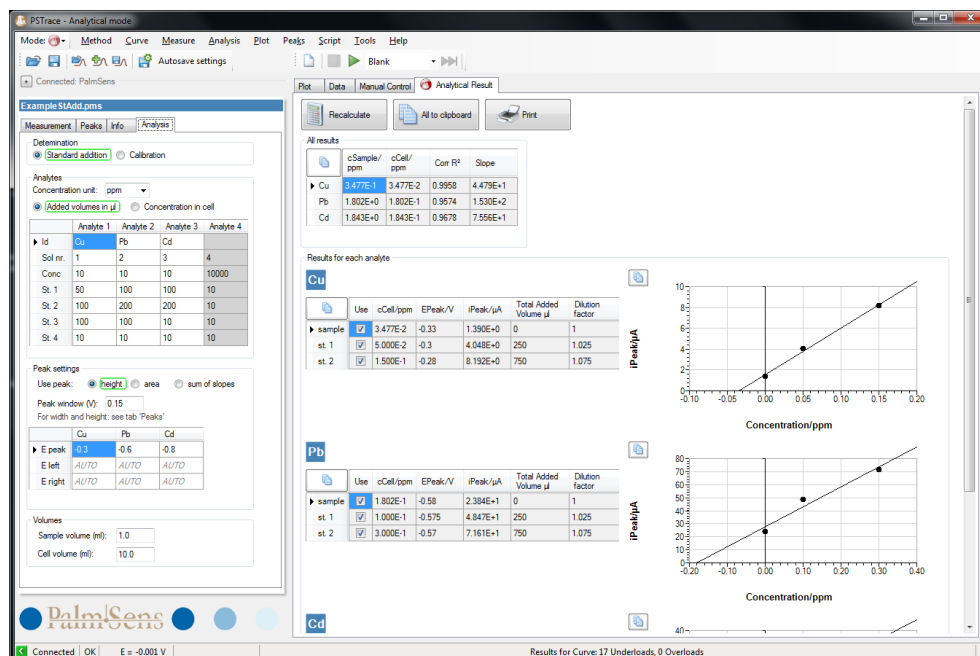 PSTrace - Analytical mode
Mode: Method Curve Measure Analysis Plot Peaks Script Tools Help
Autosave settings Blank
Connected: PalmSens
ExampleStAdd.pms
Measurement Peaks Info Analysis
Detemination
Standard addition Calibration
Analytes
Concentration unit: ppm
Added volumes in µl Concentration in cell
Analyte 1 Analyte 2 Analyte 3 Analyte 4
Id Cu Pb Cd
Sol nr. 1 2 3 4
Conc 10 10 10 10000
St. 1 50 100 100 10
St. 2 100 200 200 10
St. 3 100 100 10 10
St. 4 10 10 10 10
Peak settings
Use peak: height area sum of slopes
Peak window (V): 0.15
For width and height: see tab 'Peaks'
Cu Pb Cd
E peak -0.3 -0.6 -0.8
E left AUTO AUTO AUTO
E right AUTO AUTO AUTO
Volumes
Sample volume (ml): 1.0
Cell volume (ml): 10.0
PalmSens
Plot Data Manual Control Analytical Result
Recalculate All to clipboard Print
All results
cSample/ppm cCell/ppm Corr R² Slope
Cu 3.477E-1 3.477E-2 0.9958 4.479E+1
Pb 1.802E+0 1.802E-1 0.9574 1.530E+2
Cd 1.843E+0 1.843E-1 0.9678 7.556E+1
Results for each analyte
Cu
Use cCell/ppm EPeak/V iPeak/µA Total Added Volume µl Dilution factor
sample 3.477E-2 -0.33 1.390E+0 0 1
st. 1 5.000E-2 -0.3 4.048E+0 250 1.025
st. 2 1.500E-1 -0.28 8.192E+0 750 1.075
iPeak/µA
10
8
6
4
2
0
-0.10 -0.05 0.00 0.05 0.10 0.15 0.20
Concentration/ppm
Pb
Use cCell/ppm EPeak/V iPeak/µA Total Added Volume µl Dilution factor
sample 1.802E-1 -0.58 2.384E+1 0 1
st. 1 1.000E-1 -0.575 4.847E+1 250 1.025
st. 2 3.000E-1 -0.57 7.161E+1 750 1.075
iPeak/µA
80
70
60
50
40
30
20
10
0
-0.20 -0.10 0.00 0.10 0.20 0.30 0.40
Concentration/ppm
Cd
40
Connected OK E = -0.001 V Results for Curve: 17 Underloads, 0 Overloads